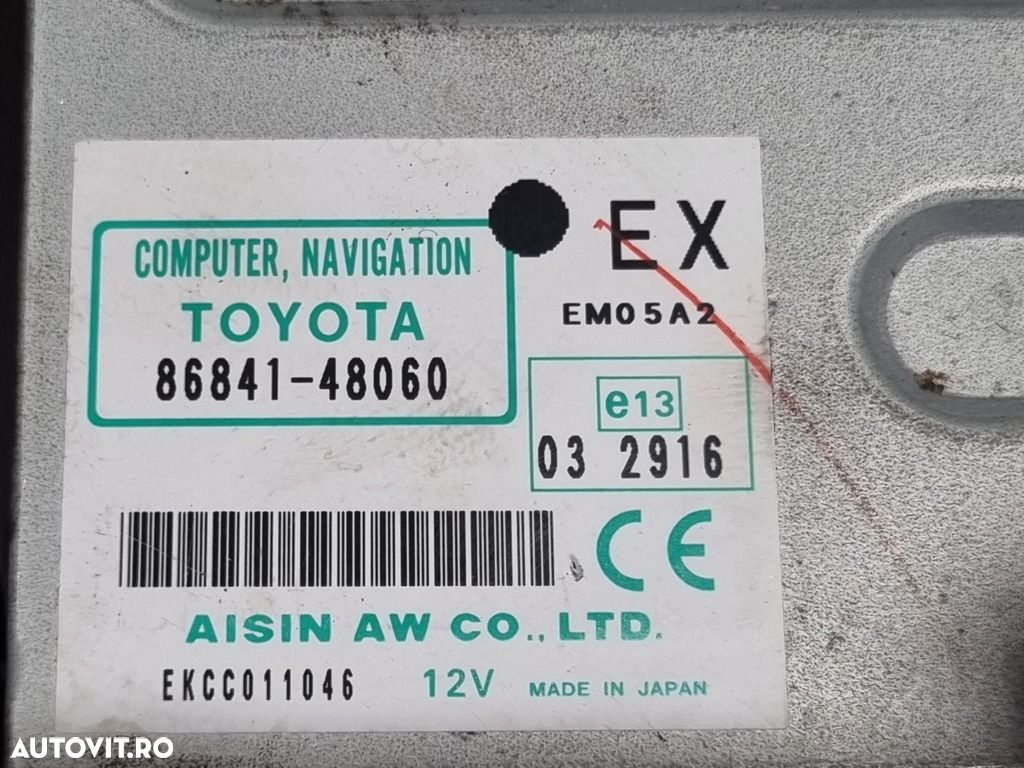 COMPUTER, NAVIGATION
TOYOTA
86841-48060
EX
EM05A2
e13
03 2916
CE
AISIN AW CO., LTD.
EKCC011046 12V MADE IN JAPAN
AUTOVIT.RO